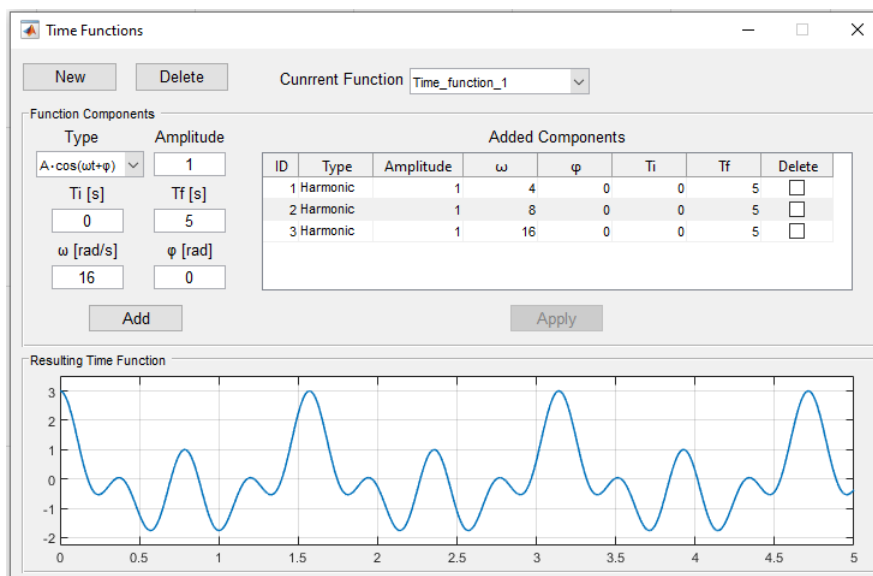 Time Functions
New Delete Cunrrent Function Time_function_1
Function Components
Type Amplitude Added Components
A·cos(ωt+φ) 1
ID Type Amplitude ω φ Ti Tf Delete
Ti [s] Tf [s]
1 Harmonic 1 4 0 0 5
0 5
2 Harmonic 1 8 0 0 5
ω [rad/s] φ [rad]
3 Harmonic 1 16 0 0 5
16 0
Add Apply
Resulting Time Function
3
2
1
0
-1
-2
0 0.5 1 1.5 2 2.5 3 3.5 4 4.5 5